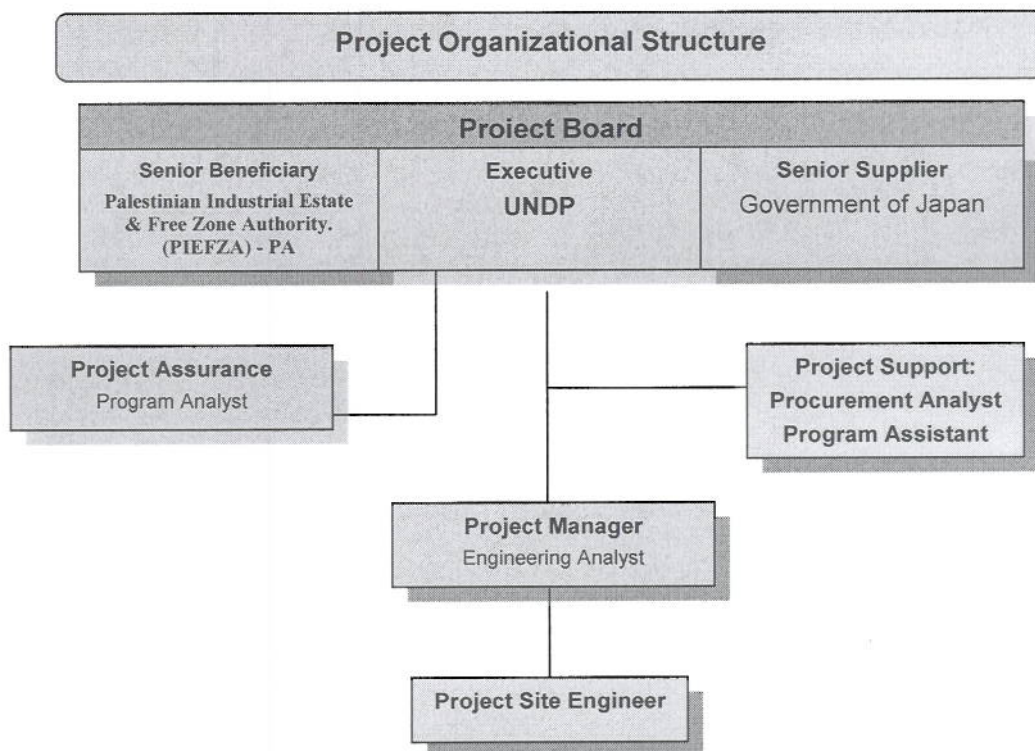 Project Organizational Structure
Project Board
Senior Beneficiary
Palestinian Industrial Estate
& Free Zone Authority.
(PIEFZA) - PA
Executive
UNDP
Senior Supplier
Government of Japan
Project Assurance
Program Analyst
Project Support:
Procurement Analyst
Program Assistant
Project Manager
Engineering Analyst
Project Site Engineer